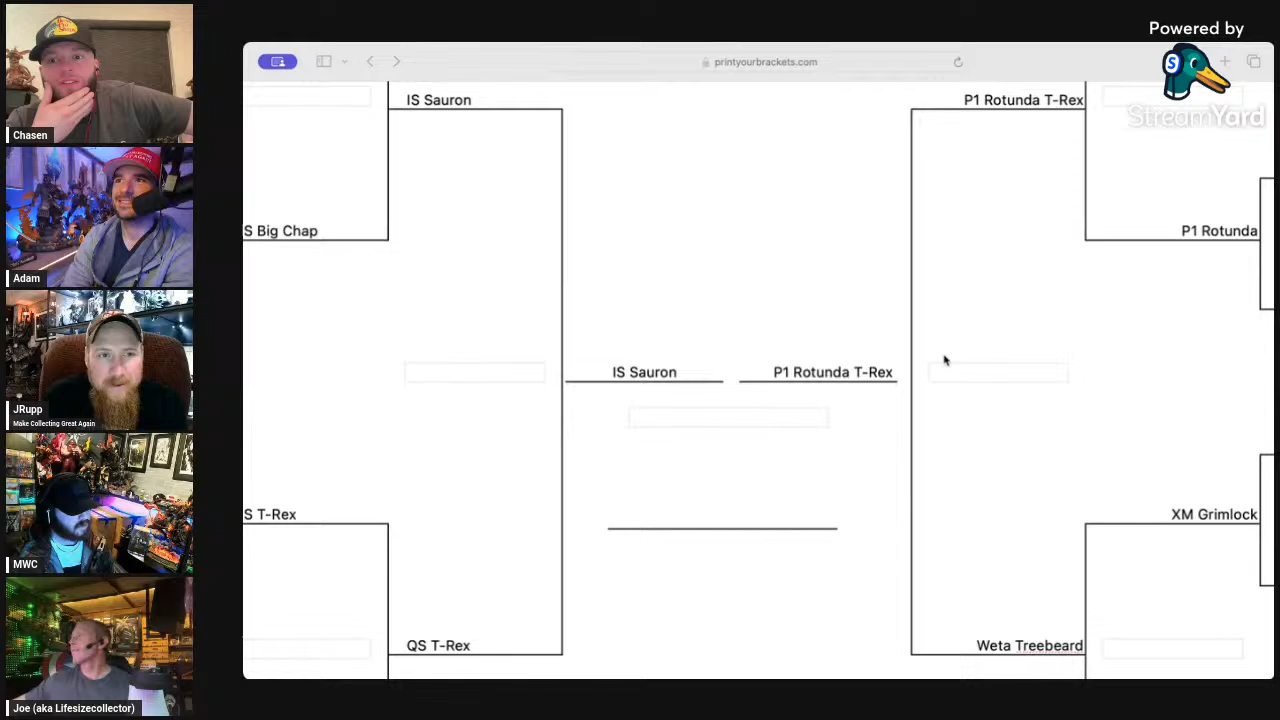 Chasen
Adam
JRupp
Make Collecting Great Again
MWC
Joe (aka Lifesizecollector)
Powered by
S
StreamYard
printyourbrackets.com
IS Sauron
P1 Rotunda T-Rex
S Big Chap
P1 Rotunda
IS Sauron
P1 Rotunda T-Rex
S T-Rex
XM Grimlock
QS T-Rex
Weta Treebeard